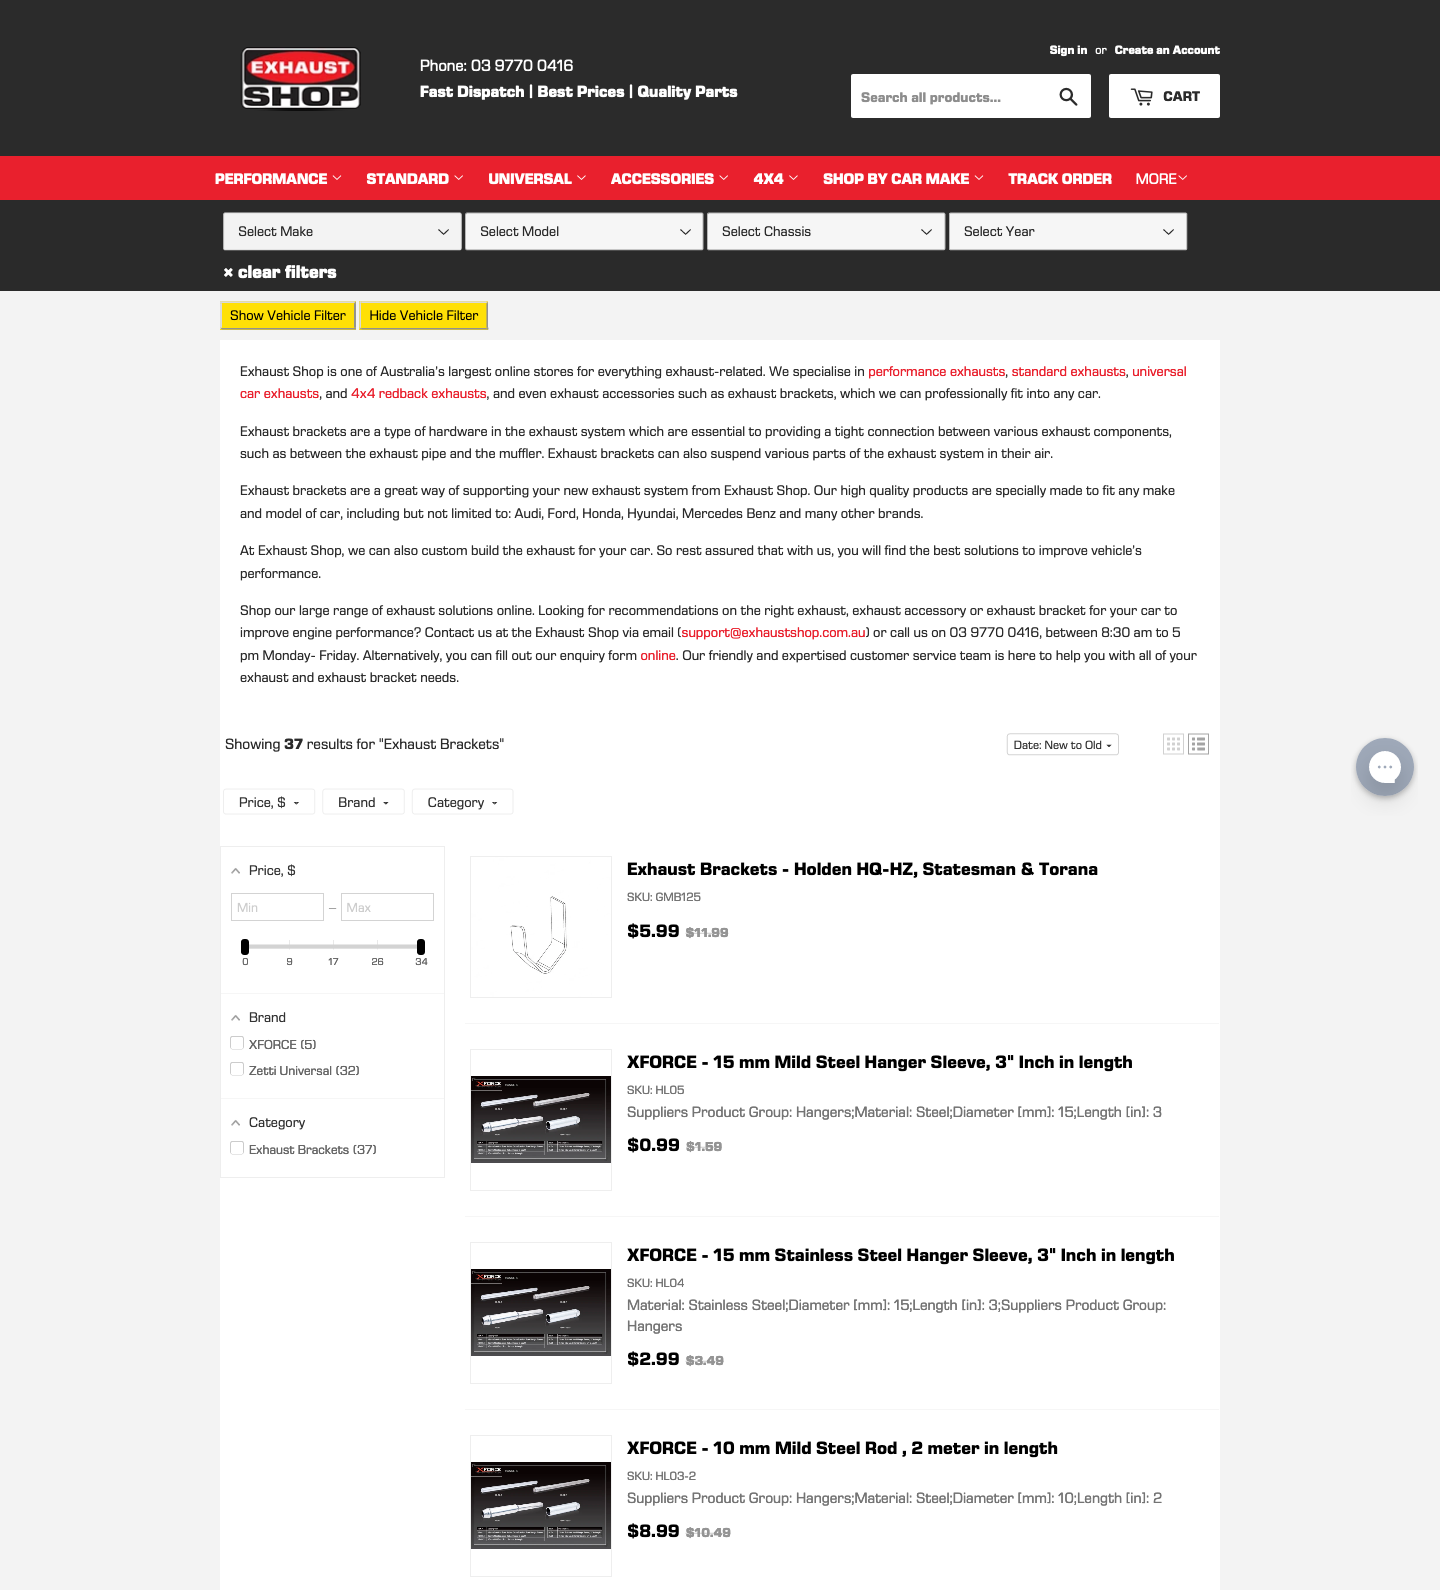 EXHAUST
SHOP
Phone: 03 9770 0416
Fast Dispatch | Best Prices | Quality Parts
Sign in or Create an Account
Search all products...
CART
PERFORMANCE STANDARD UNIVERSAL ACCESSORIES 4X4 SHOP BY CAR MAKE TRACK ORDER MORE
Select Make Select Model Select Chassis Select Year
× clear filters
Show Vehicle Filter Hide Vehicle Filter
Exhaust Shop is one of Australia's largest online stores for everything exhaust-related. We specialise in performance exhausts, standard exhausts, universal
car exhausts, and 4x4 redback exhausts, and even exhaust accessories such as exhaust brackets, which we can professionally fit into any car.
Exhaust brackets are a type of hardware in the exhaust system which are essential to providing a tight connection between various exhaust components,
such as between the exhaust pipe and the muffler. Exhaust brackets can also suspend various parts of the exhaust system in their air.
Exhaust brackets are a great way of supporting your new exhaust system from Exhaust Shop. Our high quality products are specially made to fit any make
and model of car, including but not limited to: Audi, Ford, Honda, Hyundai, Mercedes Benz and many other brands.
At Exhaust Shop, we can also custom build the exhaust for your car. So rest assured that with us, you will find the best solutions to improve vehicle's
performance.
Shop our large range of exhaust solutions online. Looking for recommendations on the right exhaust, exhaust accessory or exhaust bracket for your car to
improve engine performance? Contact us at the Exhaust Shop via email (support@exhaustshop.com.au) or call us on 03 9770 0416, between 8:30 am to 5
pm Monday- Friday. Alternatively, you can fill out our enquiry form online. Our friendly and expertised customer service team is here to help you with all of your
exhaust and exhaust bracket needs.
Showing 37 results for "Exhaust Brackets"
Date: New to Old
Price, $ Brand Category
Price, $
Min – Max
0 9 17 26 34
Brand
XFORCE (5)
Zetti Universal (32)
Category
Exhaust Brackets (37)
Exhaust Brackets - Holden HQ-HZ, Statesman & Torana
SKU: GMB125
$5.99 $11.99
XFORCE - 15 mm Mild Steel Hanger Sleeve, 3" Inch in length
SKU: HL05
Suppliers Product Group: Hangers;Material: Steel;Diameter [mm]: 15;Length [in]: 3
$0.99 $1.59
XFORCE - 15 mm Stainless Steel Hanger Sleeve, 3" Inch in length
SKU: HL04
Material: Stainless Steel;Diameter [mm]: 15;Length [in]: 3;Suppliers Product Group:
Hangers
$2.99 $3.49
XFORCE - 10 mm Mild Steel Rod , 2 meter in length
SKU: HL03-2
Suppliers Product Group: Hangers;Material: Steel;Diameter [mm]: 10;Length [in]: 2
$8.99 $10.49